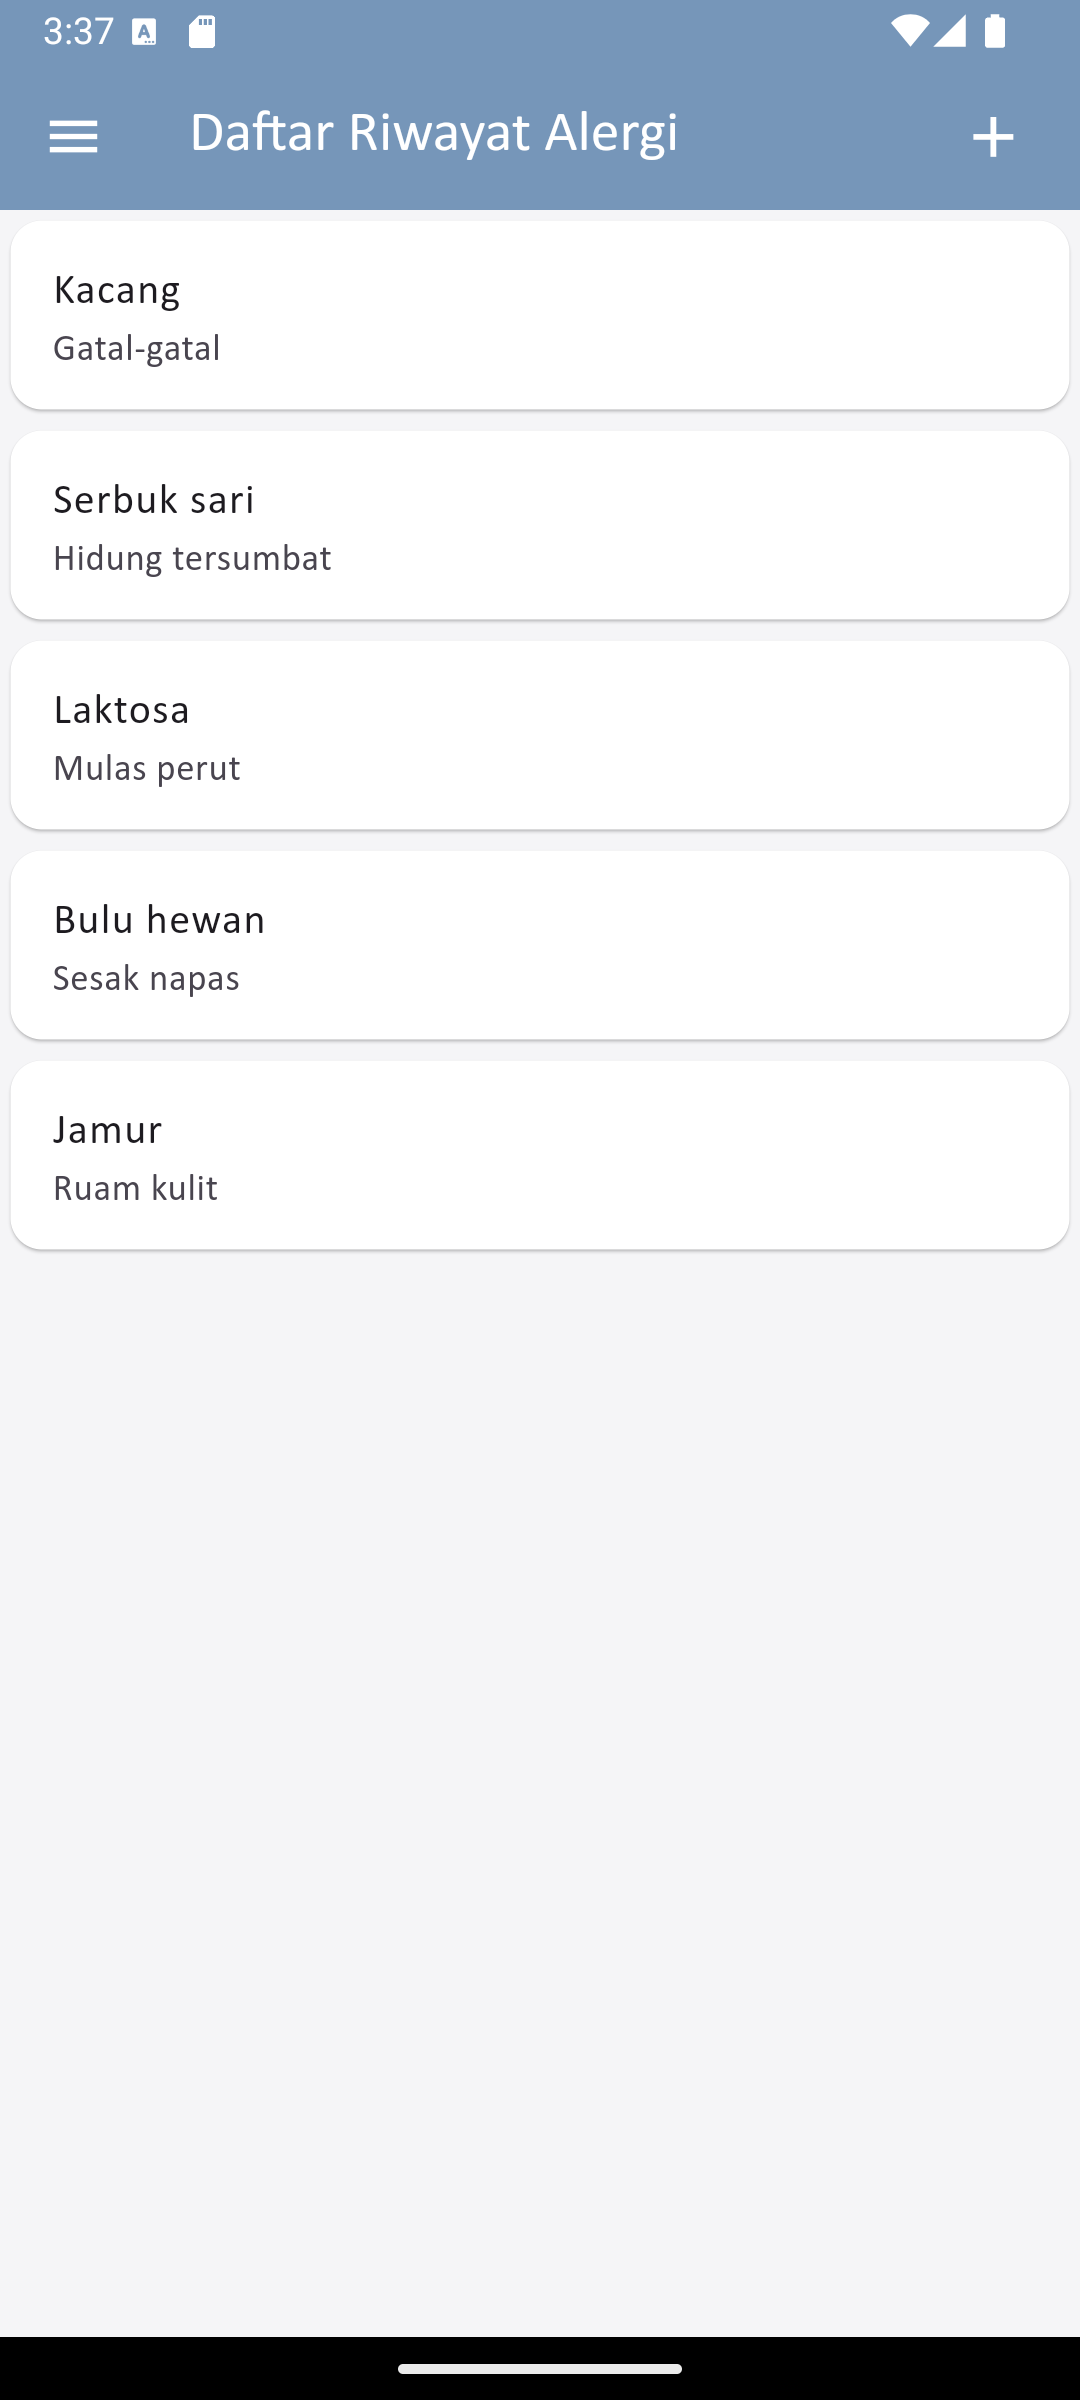 3:37
Daftar Riwayat Alergi
Kacang
Gatal-gatal
Serbuk sari
Hidung tersumbat
Laktosa
Mulas perut
Bulu hewan
Sesak napas
Jamur
Ruam kulit